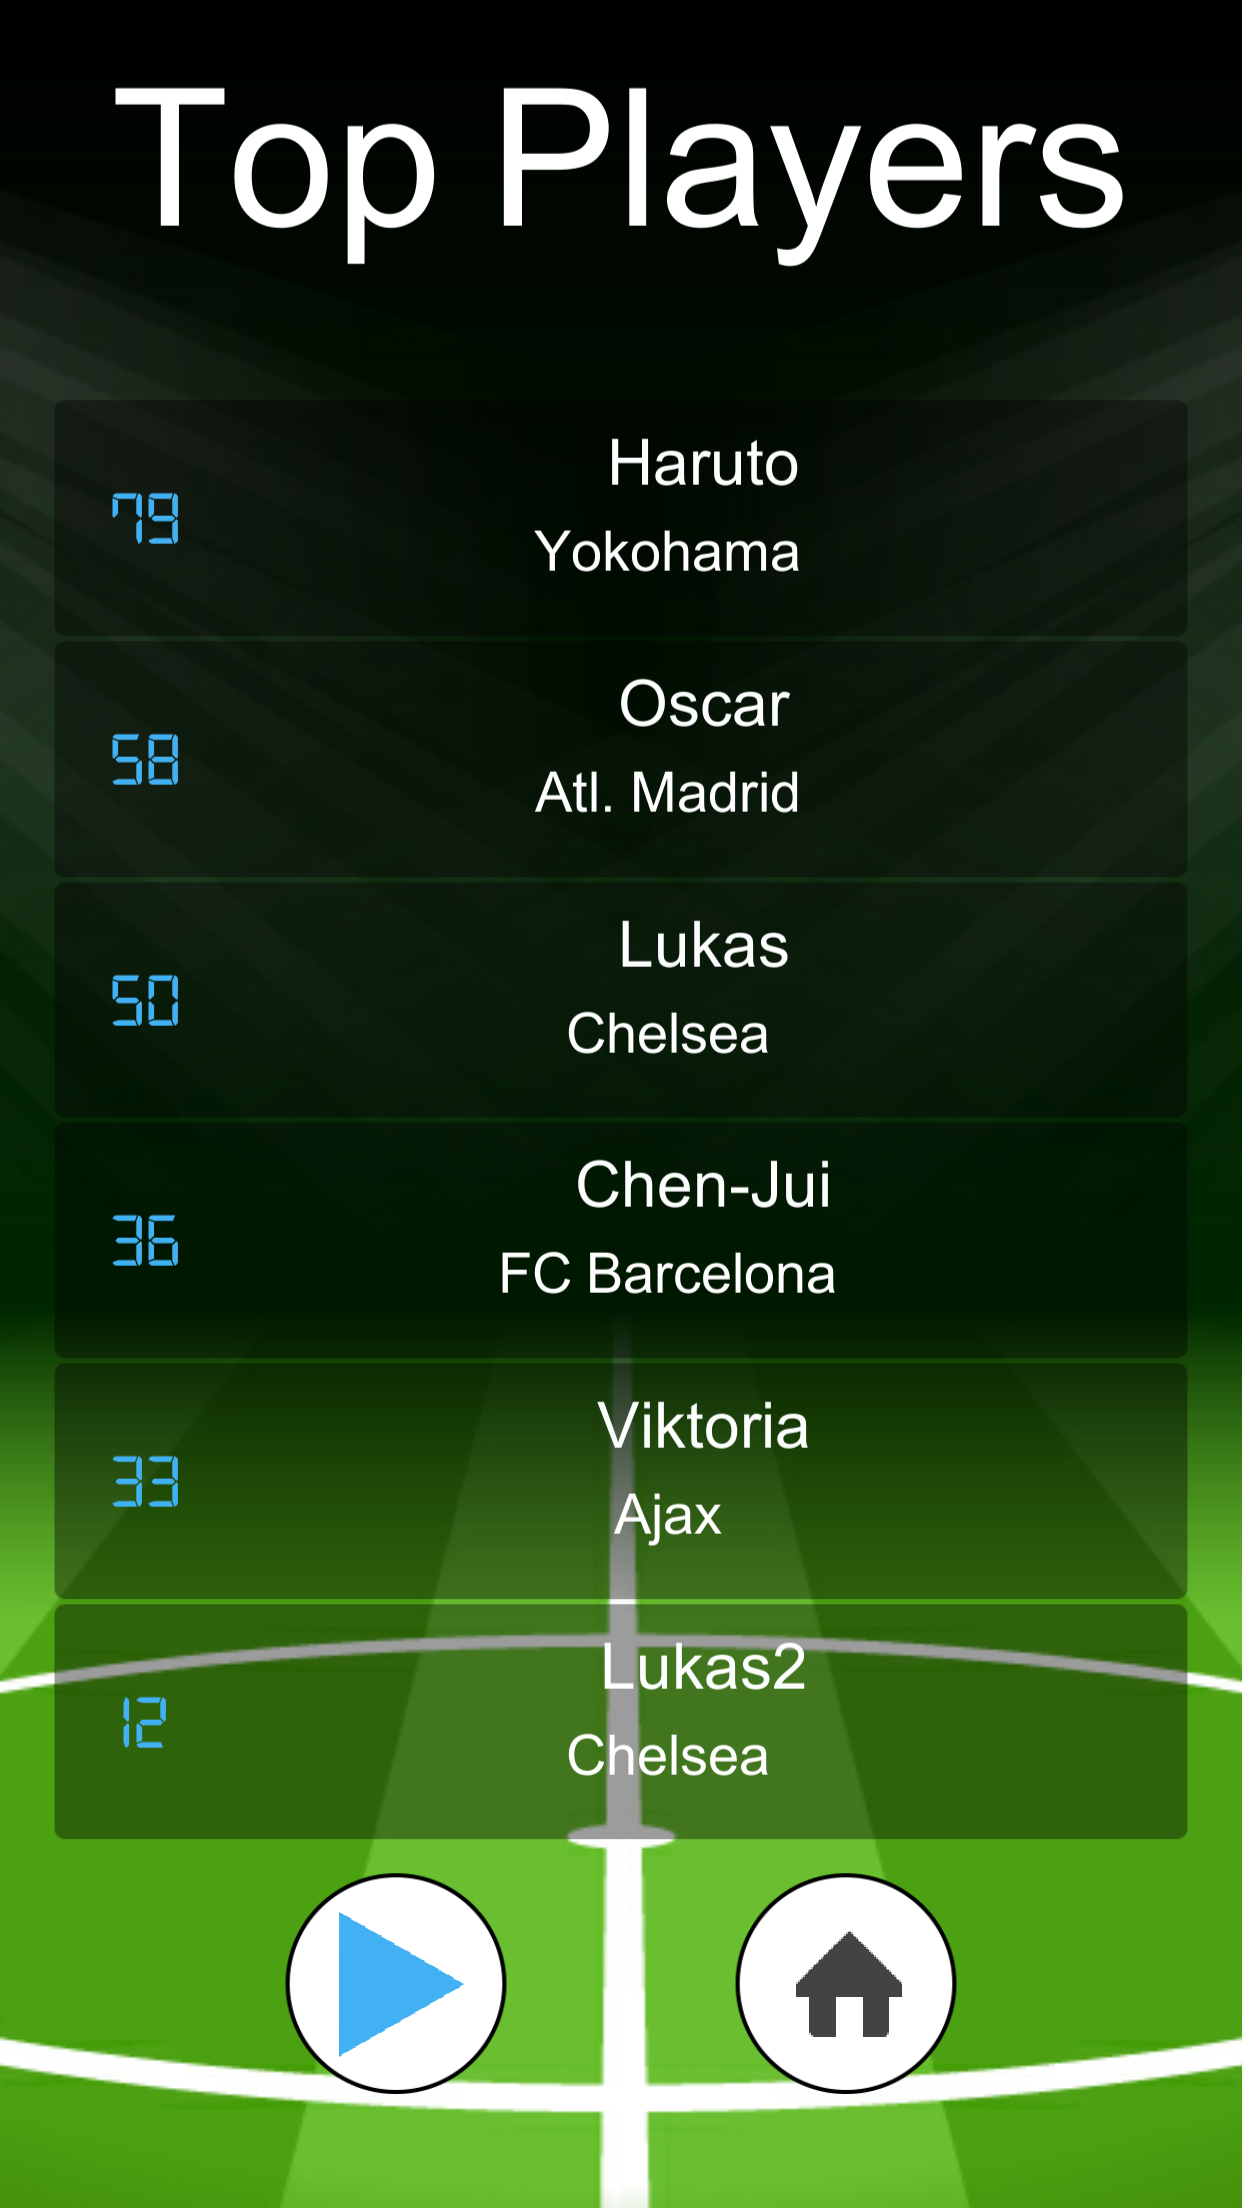 Top Players
Haruto
79
Yokohama
Oscar
58
Atl. Madrid
Lukas
50
Chelsea
Chen-Jui
36
FC Barcelona
Viktoria
33
Ajax
Lukas2
12
Chelsea